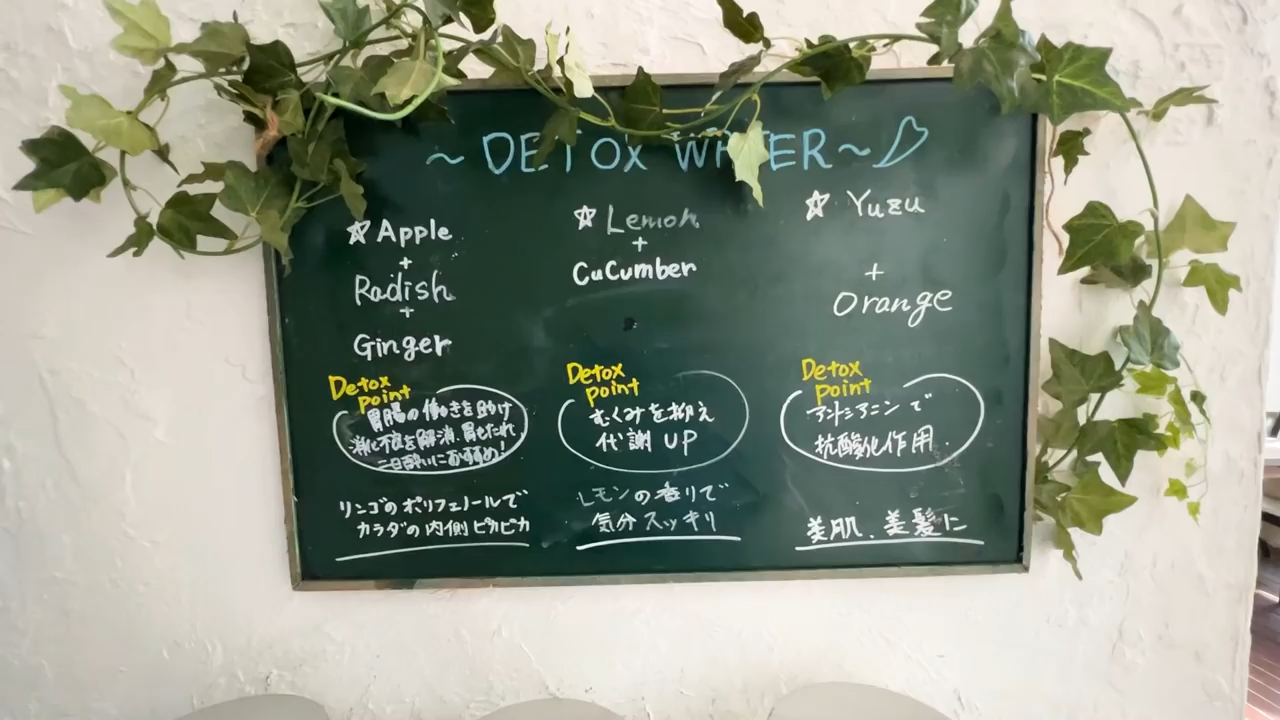 ~ DETOX WATER ~
☆ Apple
+
Radish
+
Ginger
Detox
point
胃腸の働きを助け
消化不良を解消、胃もたれ
二日酔いにおすすめ!
リンゴのポリフェノールで
カラダの内側ピカピカ
☆ Lemon
+
CuCumber
Detox
point
むくみを抑え
代謝 UP
レモンの香りで
気分スッキリ
☆ Yuzu
+
Orange
Detox
point
アントシアニンで
抗酸化作用.
美肌、美髪に